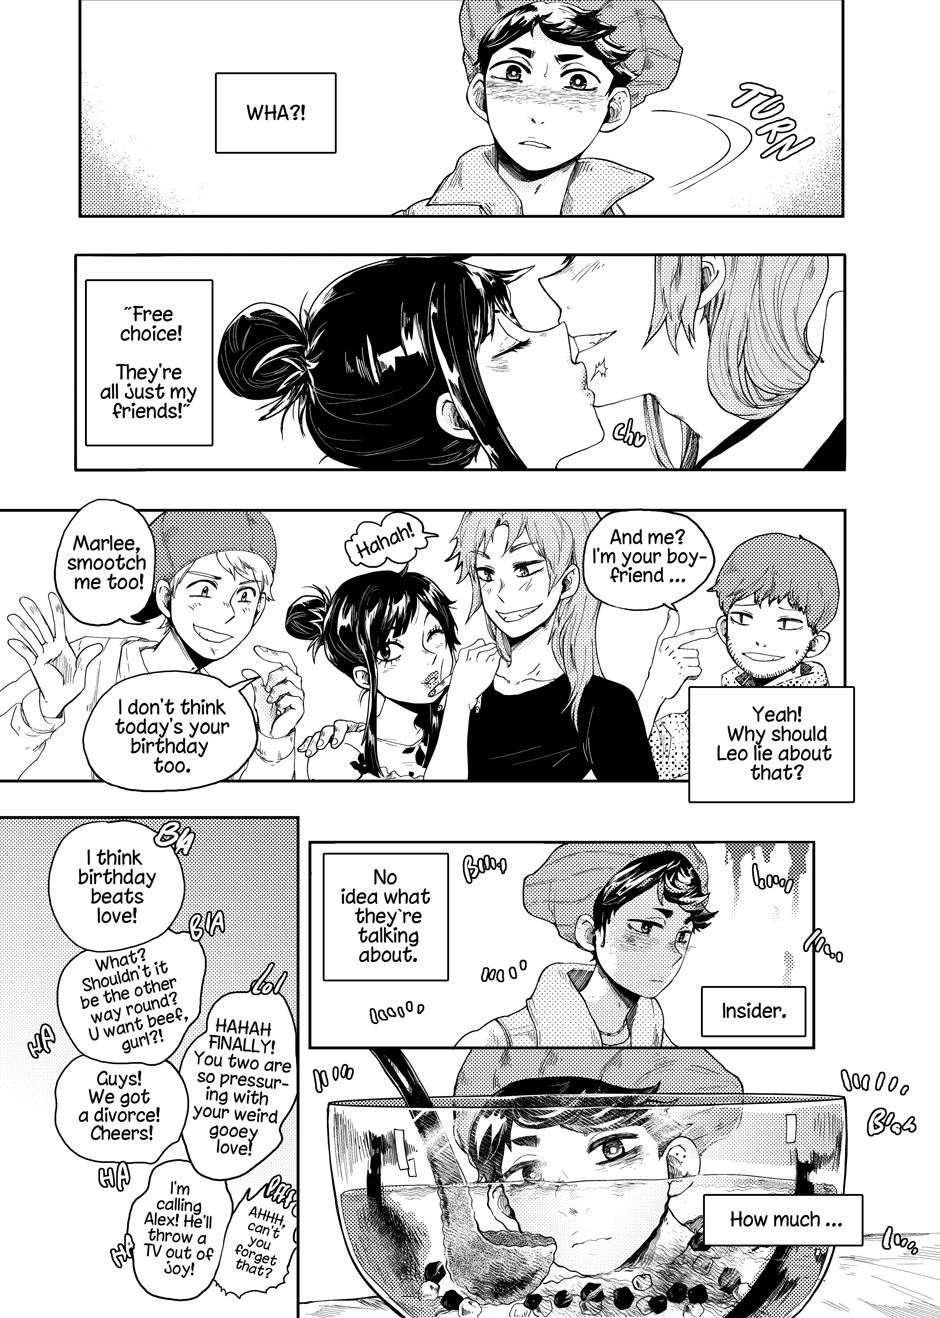 WHA?!
TURN
"Free
choice!
They're
all just my
friends!"
chu
Marlee,
smootch
me too!
Hahah!
And me?
I'm your boy-
friend ...
I don't think
today's your
birthday
too.
Yeah!
Why should
Leo lie about
that?
BIA
I think
birthday
beats
love!
BIA
What?
Shouldn't it
be the other
way round?
U want beef,
gurl?!
Lol
HA
HAHAH
FINALLY!
You two are
so pressur-
ing with
your weird
gooey
love!
Guys!
We got
a divorce!
Cheers!
HA
I'm
calling
Alex! He'll
throw a
TV out of
joy!
HA
AHHH,
can't
you
forget
that?
No
idea what
they're
talking
about.
Insider.
How much ...